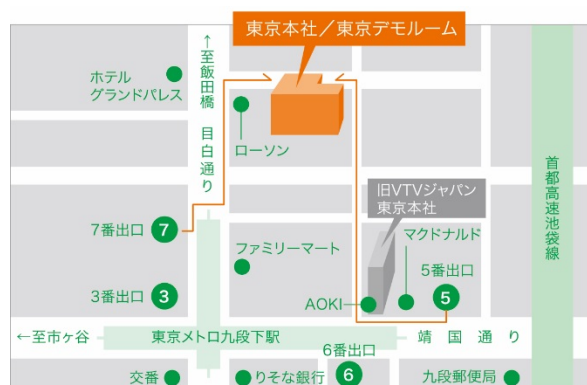 東京本社／東京デモルーム
↑至飯田橋 目白通り
ホテル
グランドパレス
ローソン
首都高速池袋線
旧VTVジャパン
東京本社
7番出口 7
ファミリーマート
マクドナルド
5番出口
5
3番出口 3
AOKI
←至市ヶ谷
東京メトロ九段下駅
靖国通り
6番出口
6
交番
りそな銀行
九段郵便局